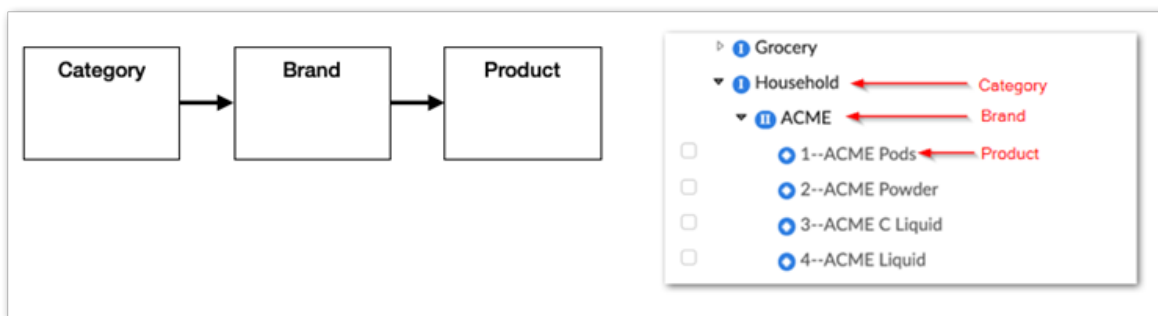 Category
Brand
Product
Grocery
Household
Category
ACME
Brand
1--ACME Pods
Product
2--ACME Powder
3--ACME C Liquid
4--ACME Liquid